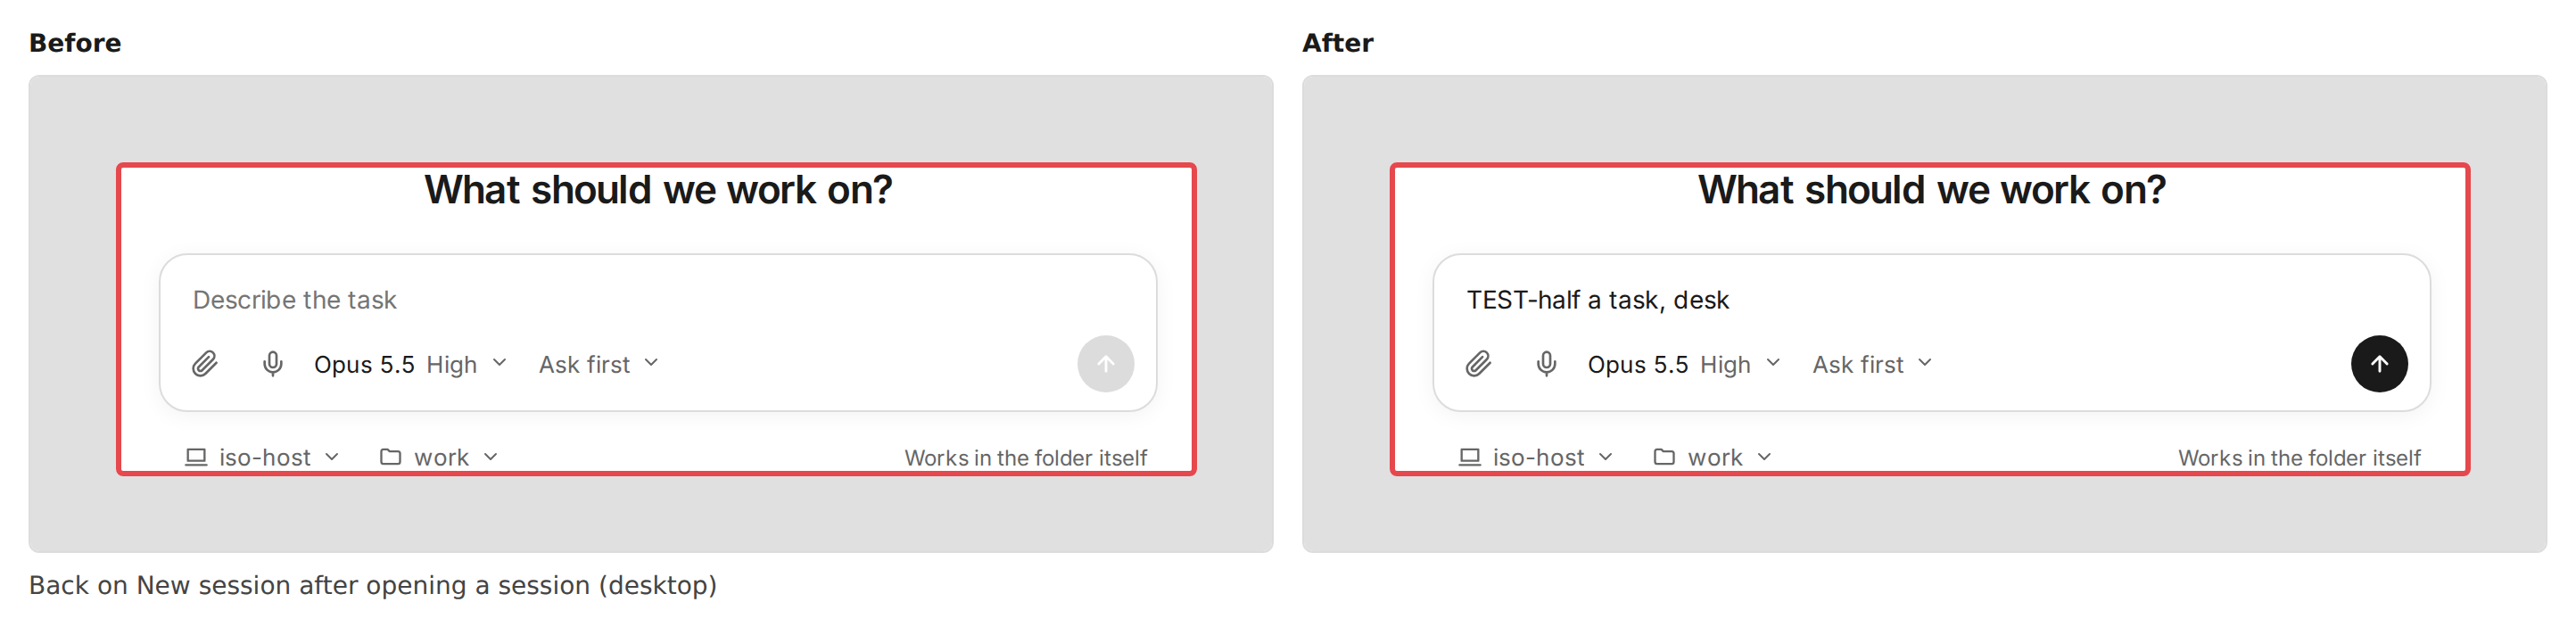 Before
What should we work on?
Describe the task
Opus 5.5 High Ask first
iso-host work Works in the folder itself
After
What should we work on?
TEST-half a task, desk
Opus 5.5 High Ask first
iso-host work Works in the folder itself
Back on New session after opening a session (desktop)